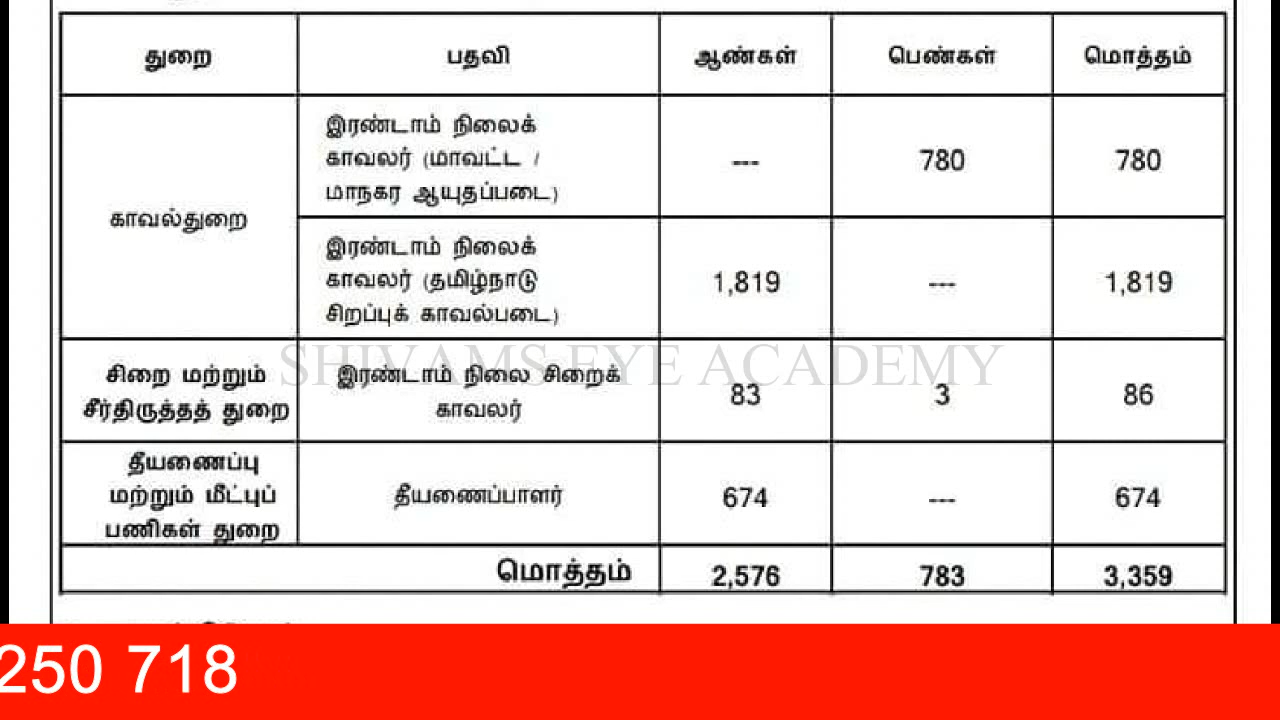 துறை பதவி ஆண்கள் பெண்கள் மொத்தம்
காவல்துறை
இரண்டாம் நிலைக்
காவலர் (மாவட்ட /
மாநகர ஆயுதப்படை)
--- 780 780
இரண்டாம் நிலைக்
காவலர் (தமிழ்நாடு
சிறப்புக் காவல்படை)
1,819 --- 1,819
SHIVAMS EYE ACADEMY
சிறை மற்றும்
சீர்திருத்தத் துறை
இரண்டாம் நிலை சிறைக்
காவலர்
83 3 86
தீயணைப்பு
மற்றும் மீட்புப்
பணிகள் துறை
தீயணைப்பாளர்
674 --- 674
மொத்தம் 2,576 783 3,359
250 718